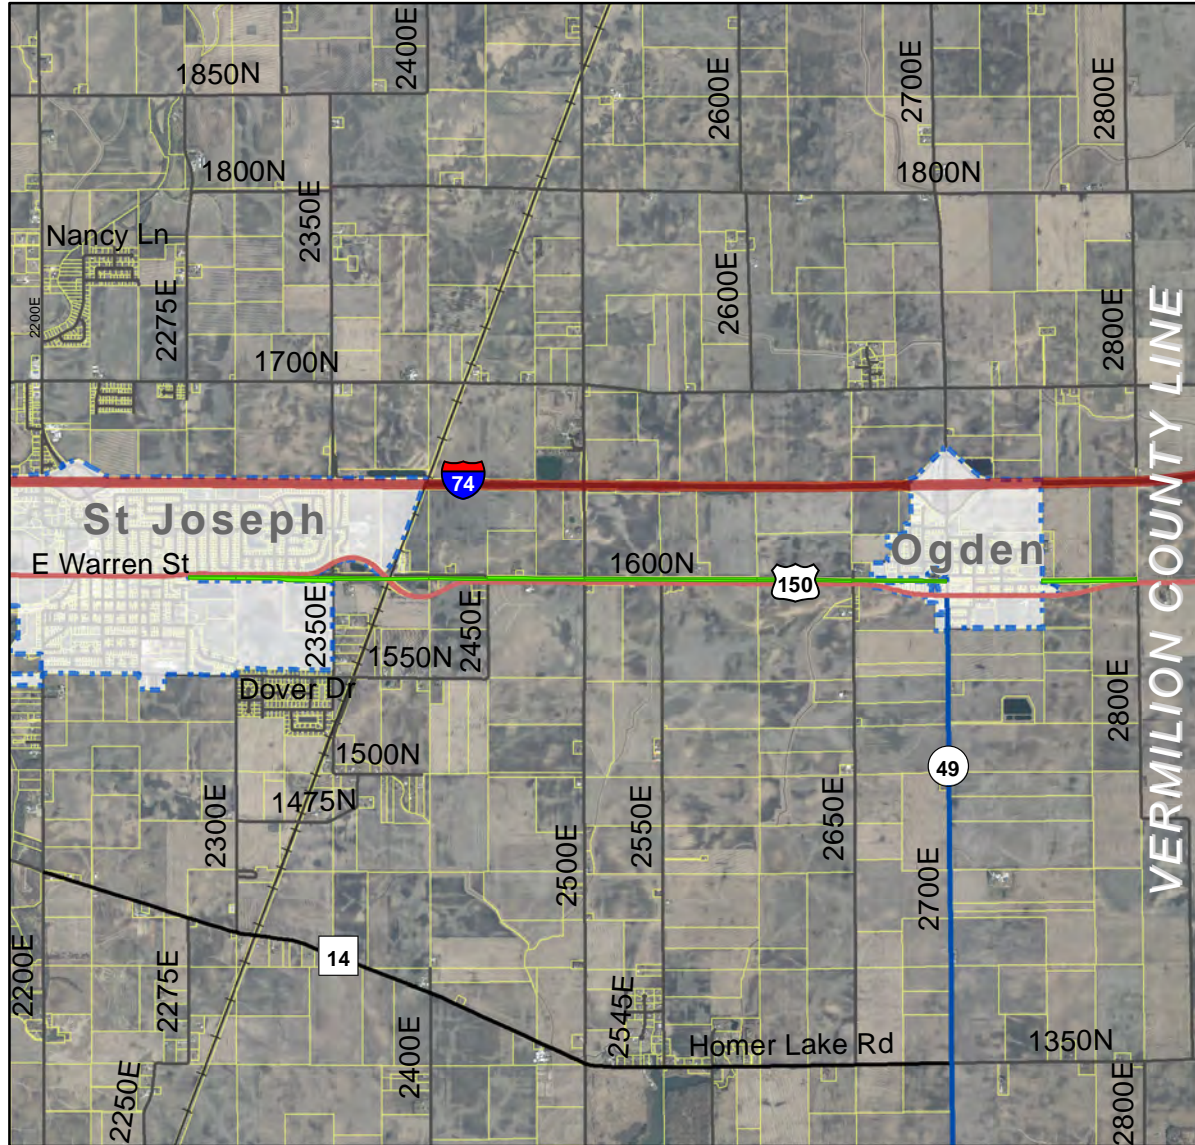 2400E
1850N
2600E
2700E
2800E
1800N
1800N
2350E
Nancy Ln
2600E
2200E
2275E
2800E
1700N
VERMILION COUNTY LINE
74
St Joseph
Ogden
E Warren St
1600N
150
2350E
2450E
1550N
Dover Dr
2800E
1500N
49
1475N
2300E
2550E
2650E
2500E
2700E
14
2200E
2275E
2545E
2400E
Homer Lake Rd
1350N
2250E
2800E